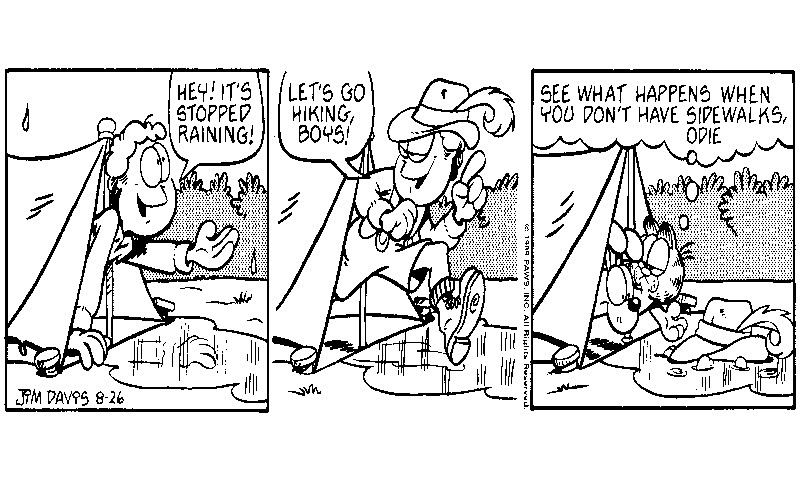 HEY! IT'S
STOPPED
RAINING!
JIM DAVIS 8-26
LET'S GO
HIKING,
BOYS!
© 1989 PAWS, INC. All Rights Reserved.
SEE WHAT HAPPENS WHEN
YOU DON'T HAVE SIDEWALKS,
ODIE